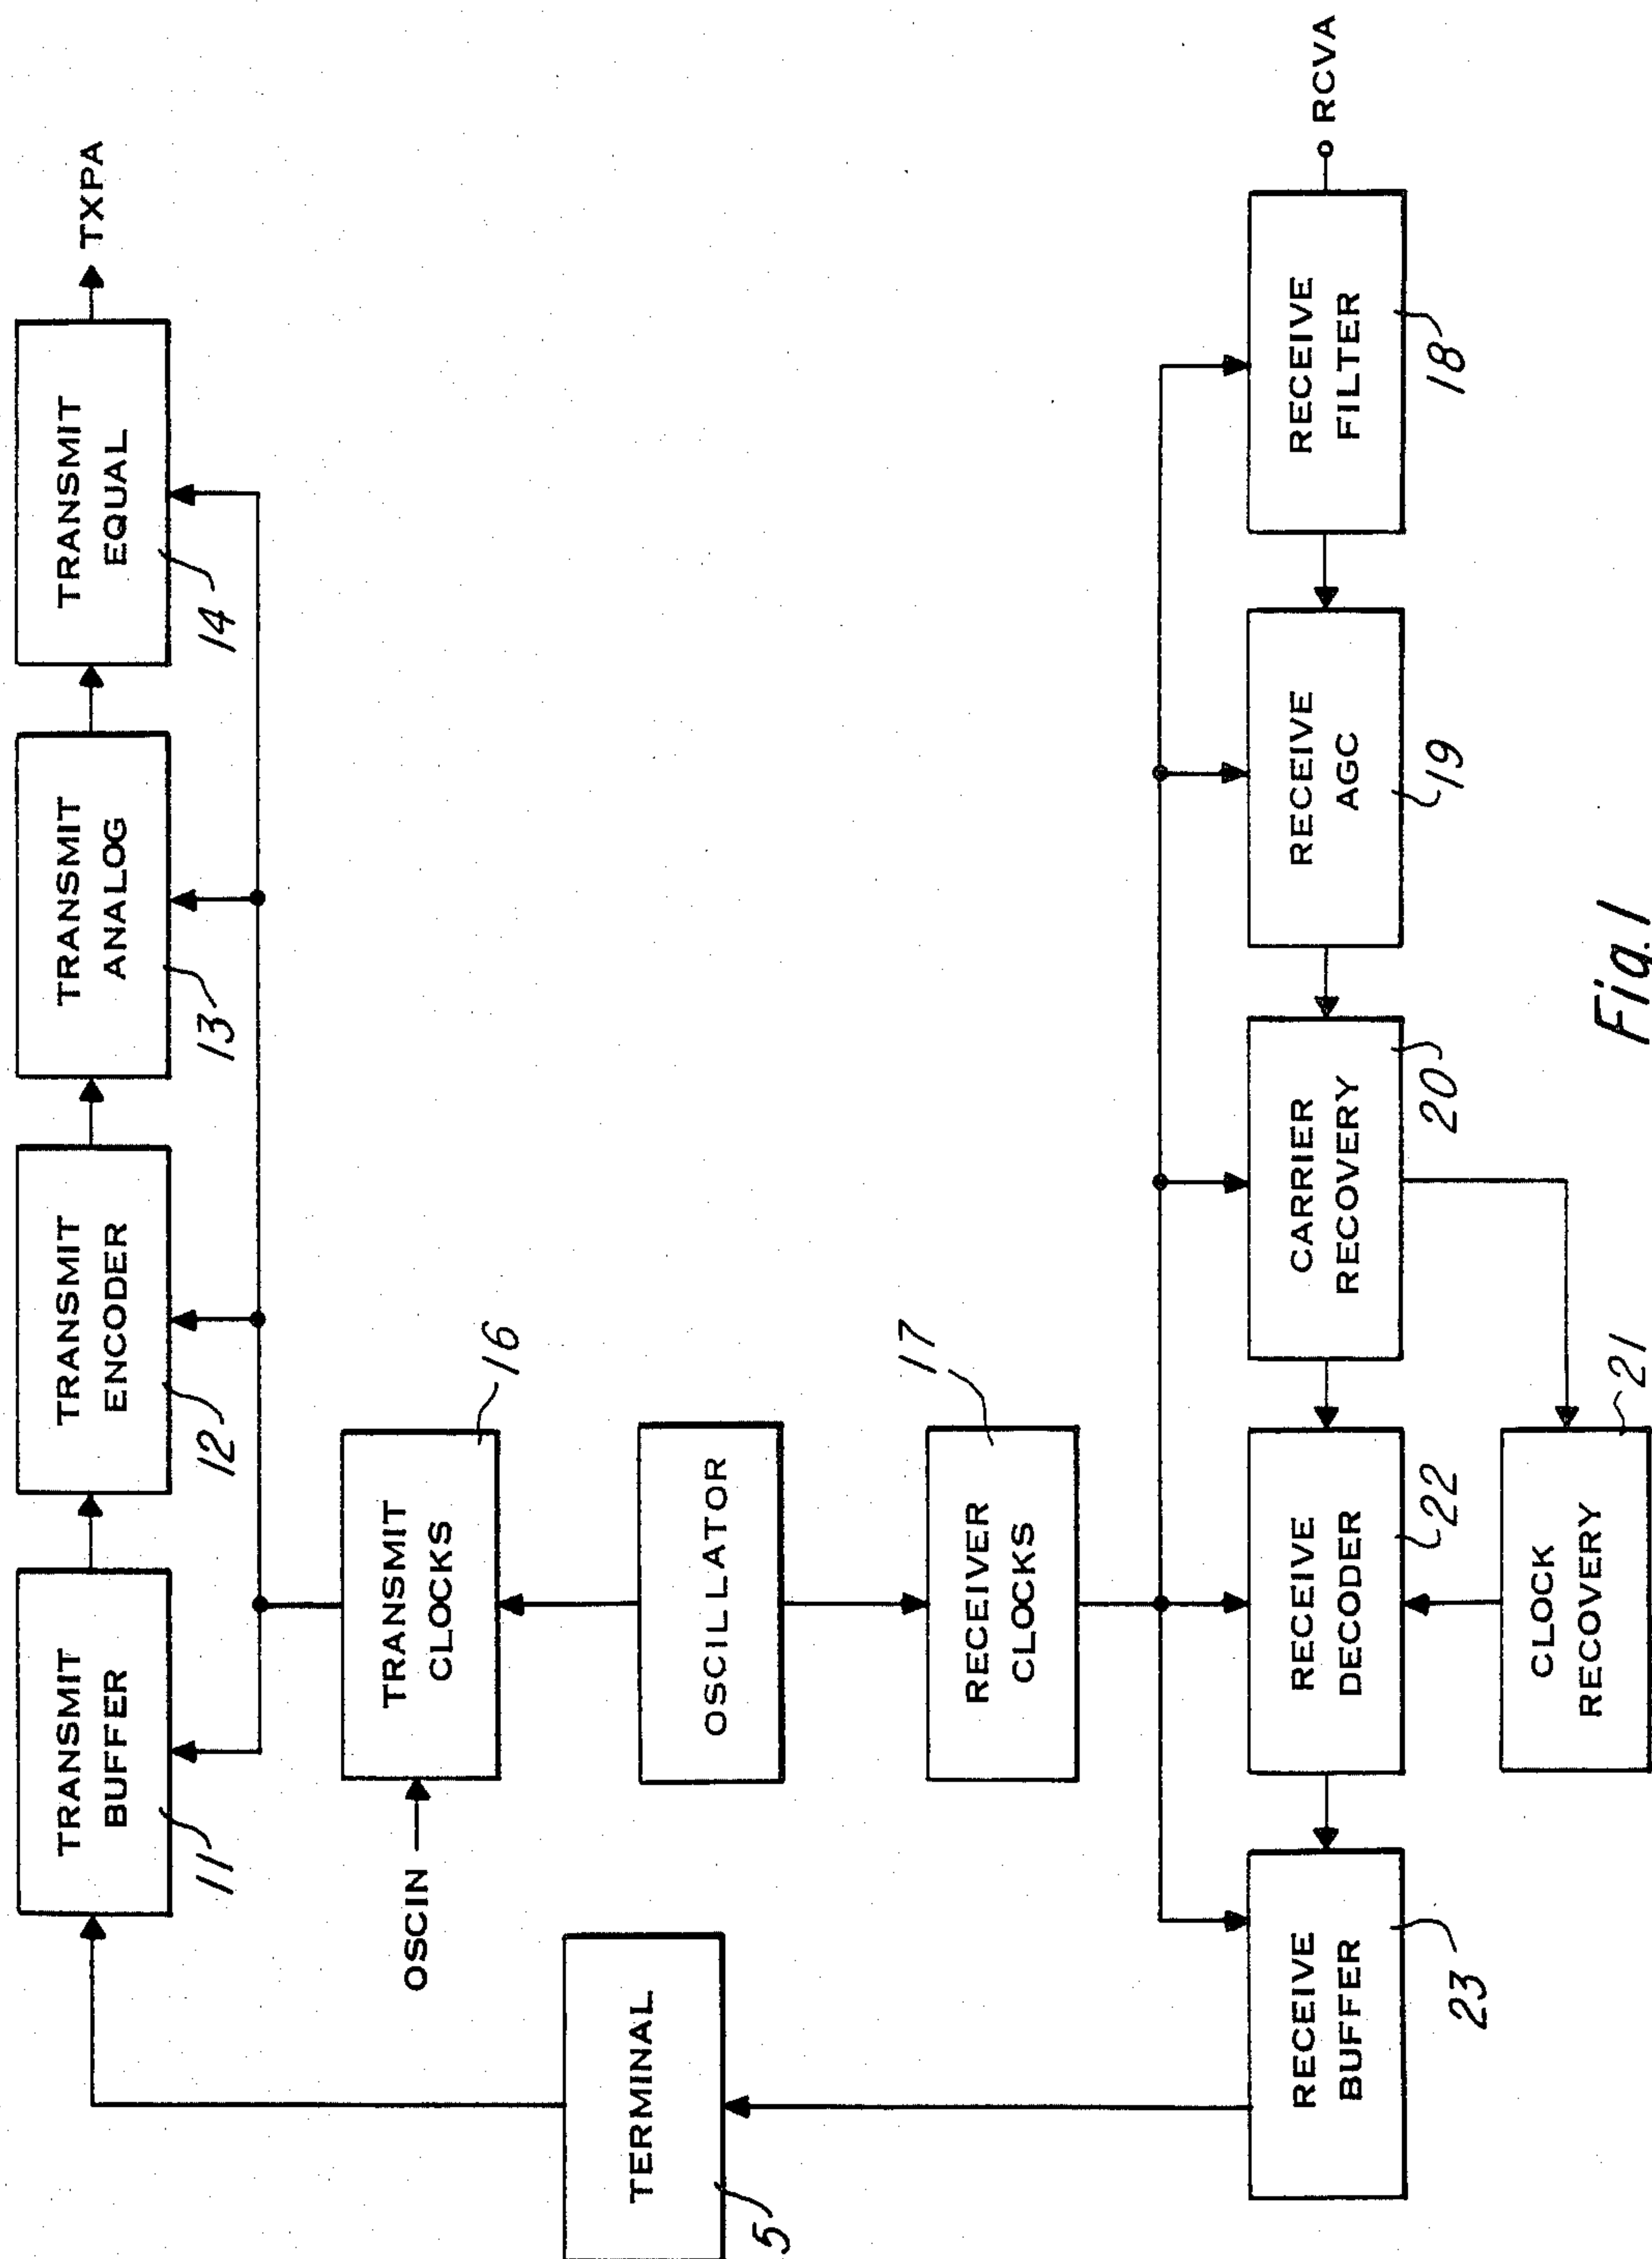 TRANSMIT
BUFFER
11
TRANSMIT
ENCODER
12
TRANSMIT
ANALOG
13
TRANSMIT
EQUAL
14
TXPA
OSCIN
TRANSMIT
CLOCKS
16
TERMINAL
5
OSCILLATOR
RECEIVER
CLOCKS
17
RECEIVE
BUFFER
23
RECEIVE
DECODER
22
CARRIER
RECOVERY
20
RECEIVE
AGC
19
RECEIVE
FILTER
18
RCVA
CLOCK
RECOVERY
21
Fig.1